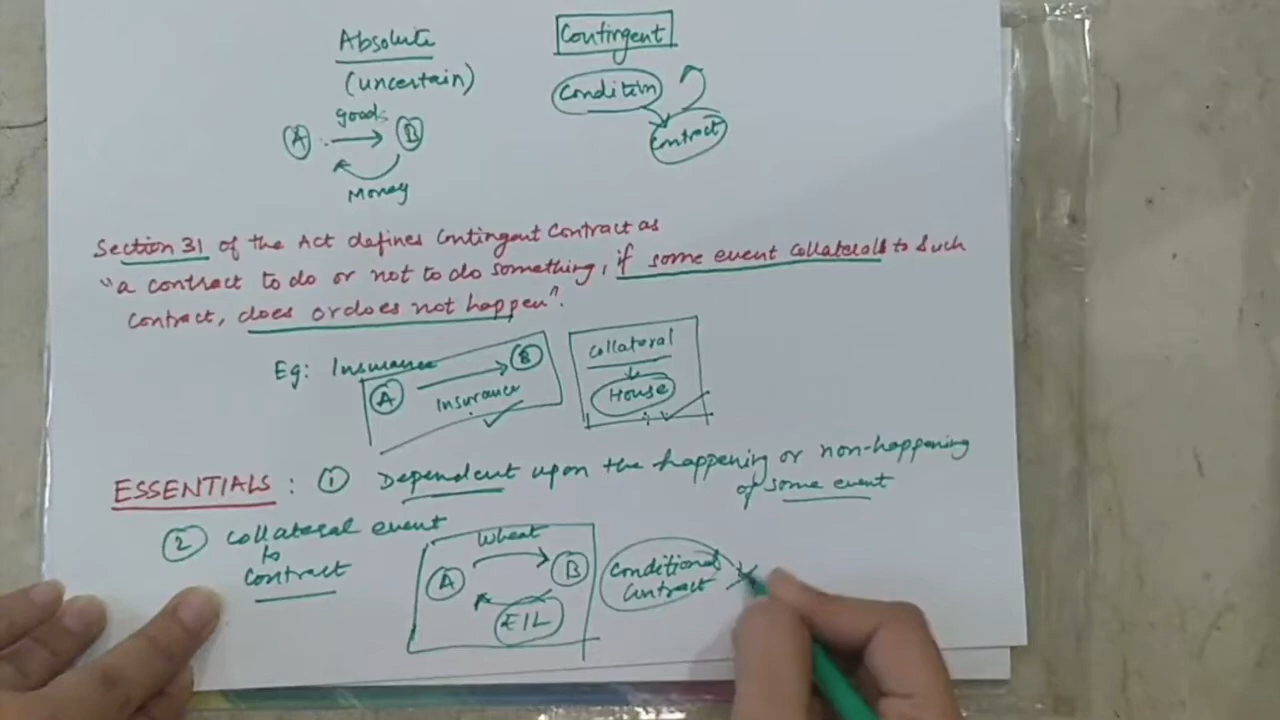 Absolute
(uncertain)
goods
A
B
Money
Contingent
Condition
Contract
Section 31 of the Act defines Contingent Contract as
"a contract to do or not to do something, if some event collaterals to such
contract, does or does not happen".
Eg: Insurance
A
B
Insurance
Collateral
House
ESSENTIALS : 1 Dependent upon the happening or non-happening
of some event
2 Collateral event
to
contract
Wheat
A
B
EIL
Conditional
Contract